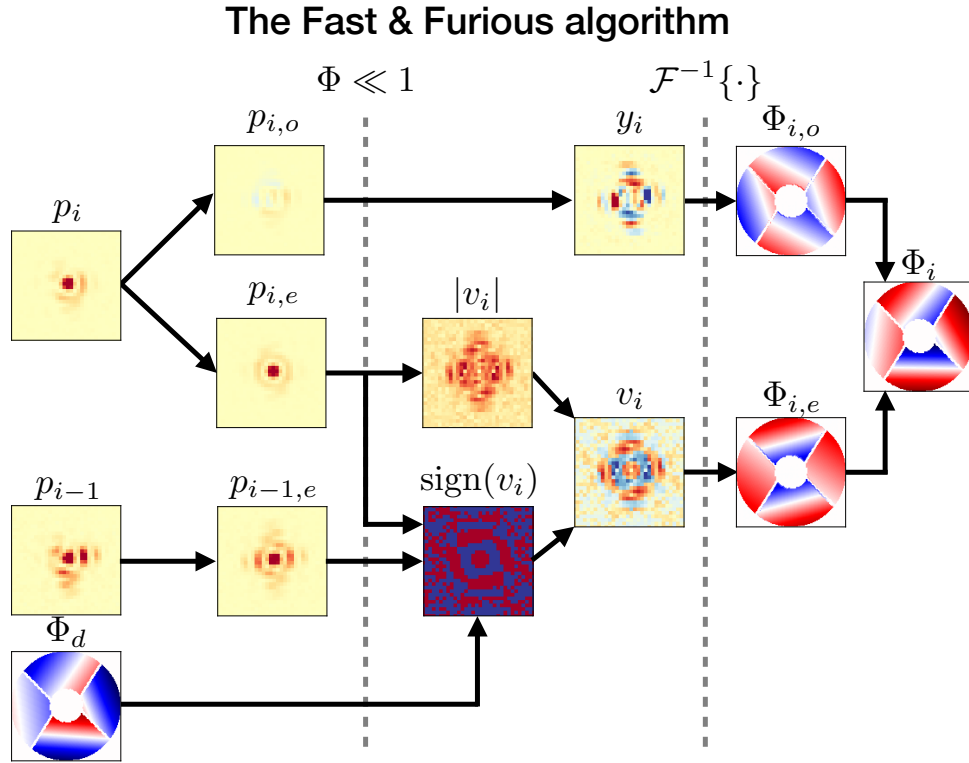 The Fast & Furious algorithm
Φ ≪ 1
ℱ⁻¹{·}
p_{i,o}
y_i
Φ_{i,o}
p_i
p_{i,e}
|v_i|
Φ_i
v_i
Φ_{i,e}
p_{i−1}
p_{i−1,e}
sign(v_i)
Φ_d